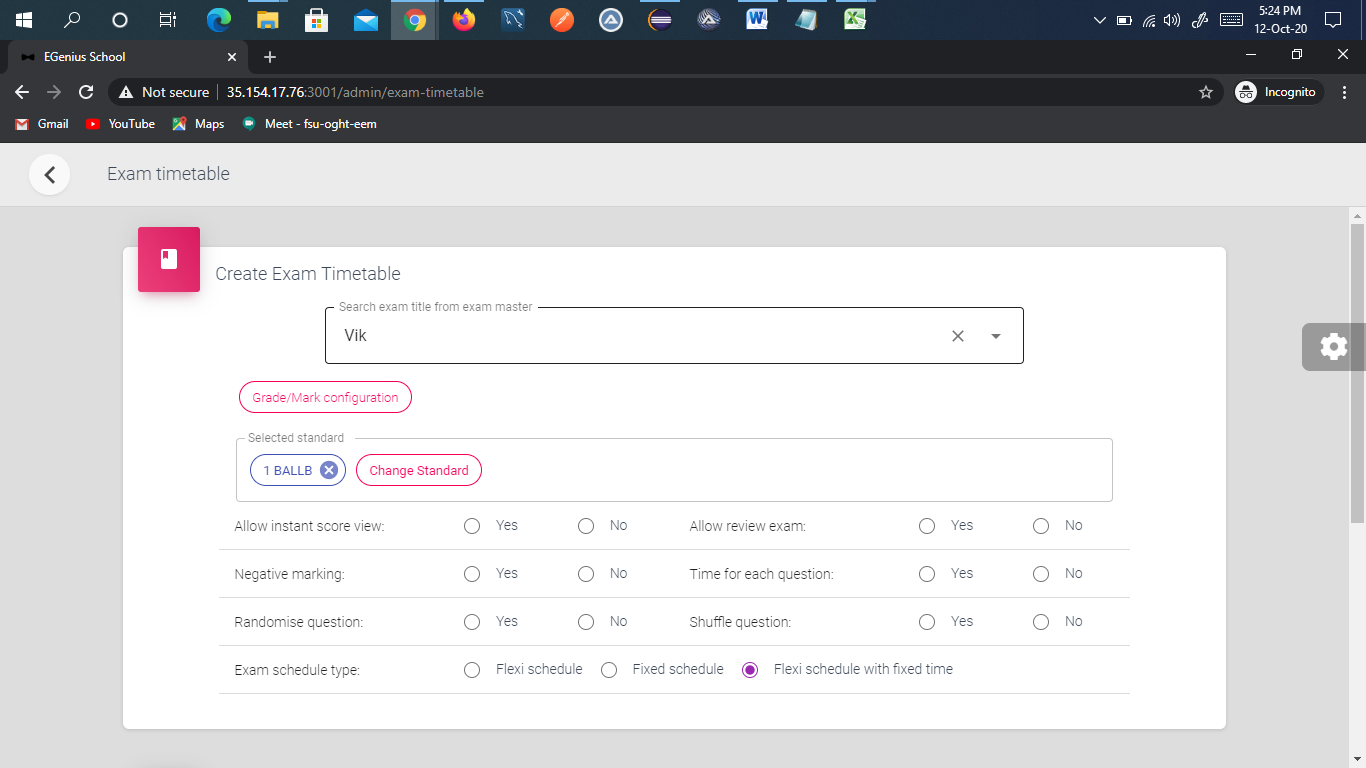 5:24 PM
12-Oct-20
EGenius School
Not secure
35.154.17.76:3001/admin/exam-timetable
Incognito
Gmail
YouTube
Maps
Meet - fsu-oght-eem
Exam timetable
Create Exam Timetable
Search exam title from exam master
Vik
Grade/Mark configuration
Selected standard
1 BALLB
Change Standard
Allow instant score view: Yes No Allow review exam: Yes No
Negative marking: Yes No Time for each question: Yes No
Randomise question: Yes No Shuffle question: Yes No
Exam schedule type: Flexi schedule Fixed schedule Flexi schedule with fixed time